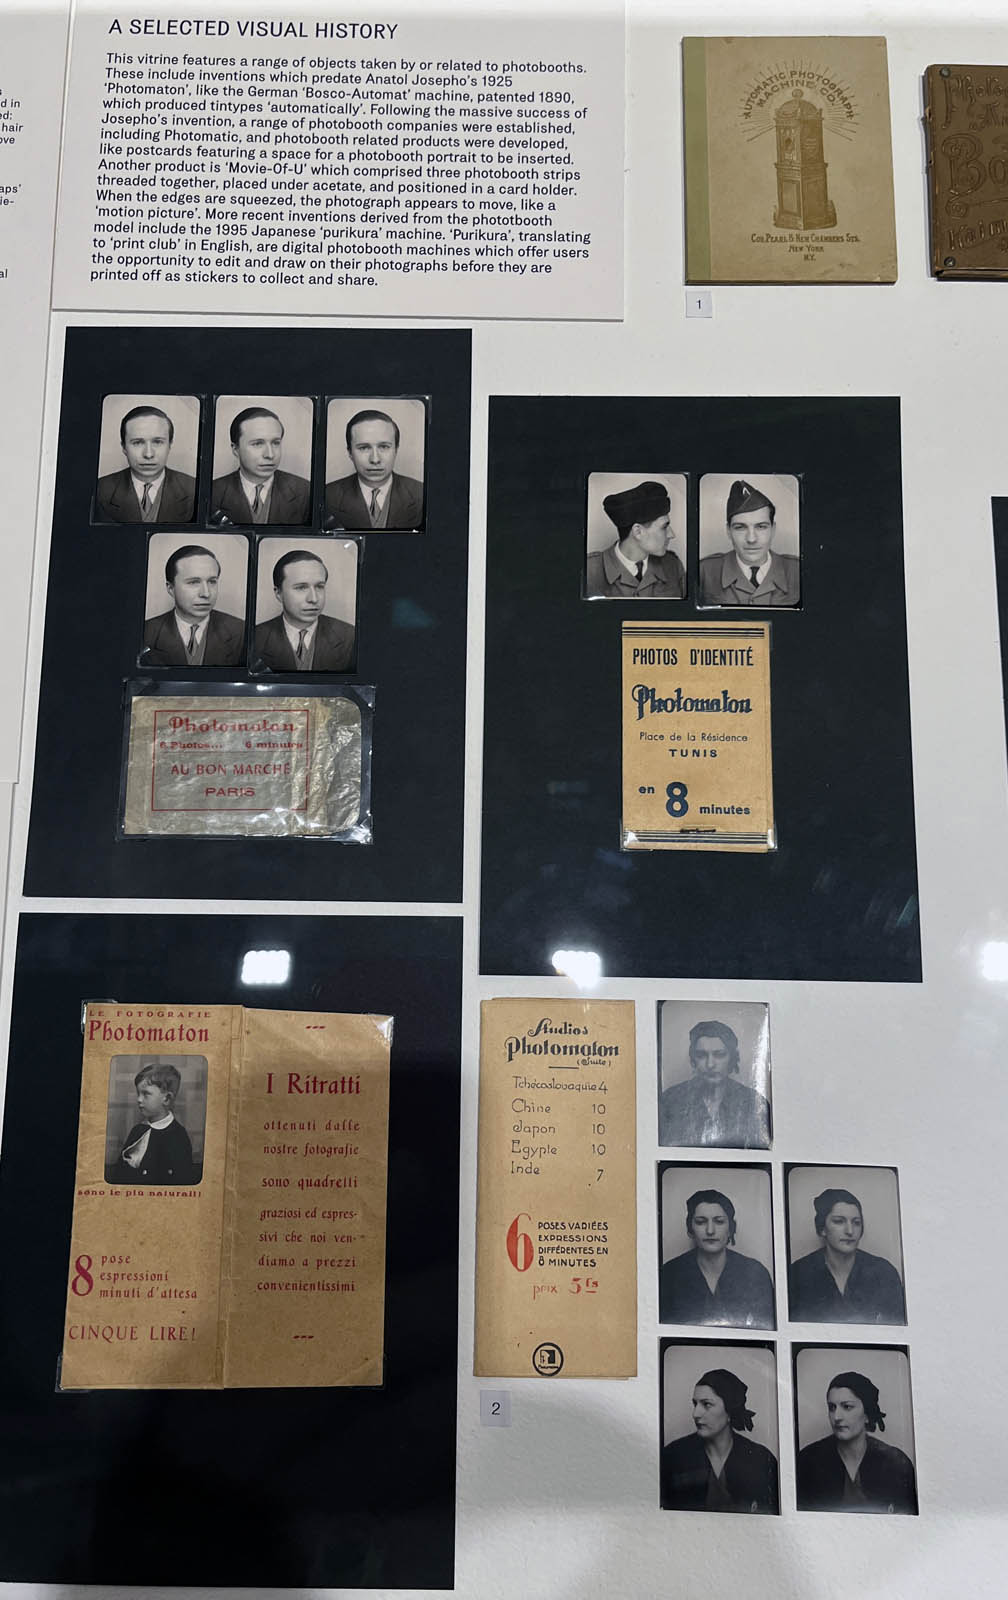 A SELECTED VISUAL HISTORY
This vitrine features a range of objects taken by or related to photobooths.
These include inventions which predate Anatol Josepho's 1925
'Photomaton', like the German 'Bosco-Automat' machine, patented 1890,
which produced tintypes 'automatically'. Following the massive success of
Josepho's invention, a range of photobooth companies were established,
including Photomatic, and photobooth related products were developed,
like postcards featuring a space for a photobooth portrait to be inserted.
Another product is 'Movie-Of-U' which comprised three photobooth strips
threaded together, placed under acetate, and positioned in a card holder.
When the edges are squeezed, the photograph appears to move, like a
'motion picture'. More recent inventions derived from the phototbooth
model include the 1995 Japanese 'purikura' machine. 'Purikura', translating
to 'print club' in English, are digital photobooth machines which offer users
the opportunity to edit and draw on their photographs before they are
printed off as stickers to collect and share.
d in
hair
AUTOMATIC PHOTOGRAPH
MACHINE CO.
COR. PEARL & NEW CHAMBERS STS.
NEW YORK
N.Y.
1
Photomaton
6 Photos... 6 minutes
AU BON MARCHÉ
PARIS
PHOTOS D'IDENTITÉ
Photomaton
Place de la Résidence
TUNIS
en 8 minutes
LE FOTOGRAFIE
Photomaton
sono le più naturali!
8 pose
espressioni
minuti d'attesa
CINQUE LIRE!
I Ritratti
ottenuti dalle
nostre fotografie
sono quadretti
graziosi ed espres-
sivi che noi ven-
diamo a prezzi
convenientissimi
Studios
Photomaton
(Suite)
Tchécoslovaquie 4
Chine 10
Japon 10
Egypte 10
Inde 7
6 POSES VARIÉES
EXPRESSIONS
DIFFÉRENTES EN
8 MINUTES
prix 5 fs
2